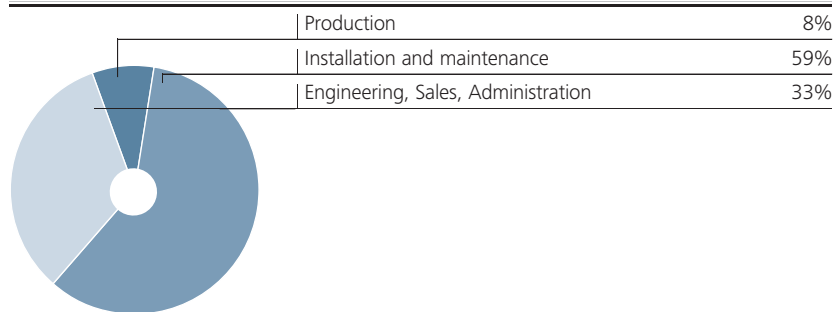 Production 8%
Installation and maintenance 59%
Engineering, Sales, Administration 33%